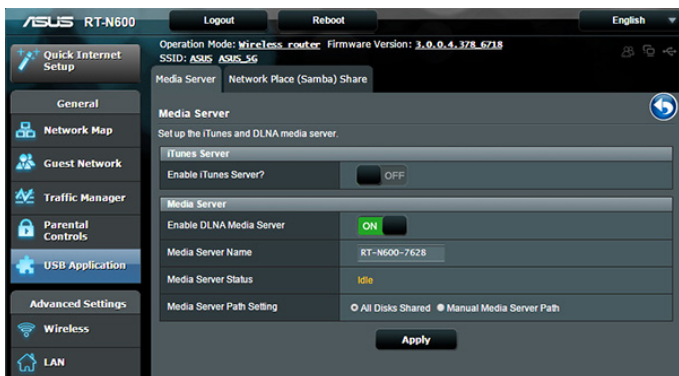 ASUS RT-N600
Logout
Reboot
English
Quick Internet
Setup
Operation Mode: Wireless router Firmware Version: 3.0.0.4.378_6718
SSID: ASUS ASUS_5G
Media Server
Network Place (Samba) Share
General
Network Map
Guest Network
Traffic Manager
Parental
Controls
USB Application
Advanced Settings
Wireless
LAN
Media Server
Set up the iTunes and DLNA media server.
iTunes Server
Enable iTunes Server?
OFF
Media Server
Enable DLNA Media Server
ON
Media Server Name
RT-N600-7628
Media Server Status
Idle
Media Server Path Setting
All Disks Shared
Manual Media Server Path
Apply